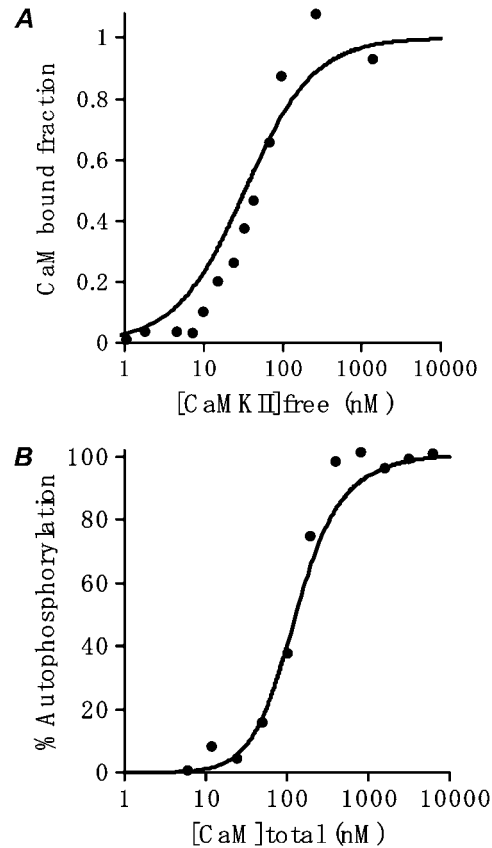 A
CaM bound fraction
1
0.8
0.6
0.4
0.2
0
1 10 100 1000 10000
[CaMKII]free (nM)
B
% Autophosphorylation
100
80
60
40
20
0
1 10 100 1000 10000
[CaM]total (nM)